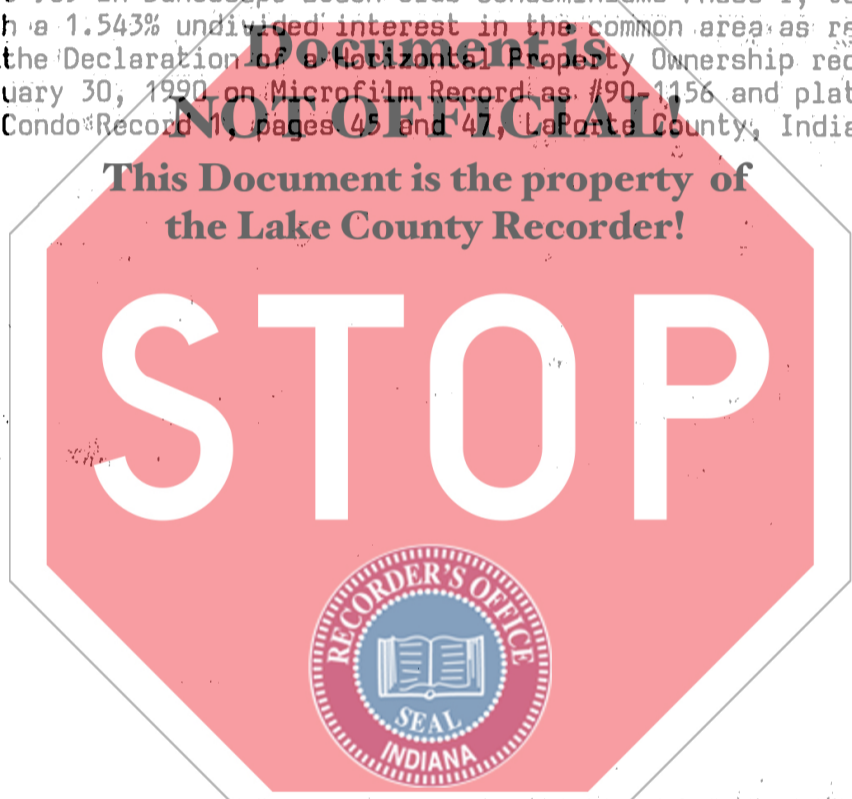 h a 1.543% undivided interest in the common area as re
the Declaration of a Horizontal Property Ownership rec
uary 30, 1990 on Microfilm Record as #90-1156 and plat
Condo Record 1, pages 45 and 47, LaPorte County, India
Document is
NOT OFFICIAL!
This Document is the property of
the Lake County Recorder!
STOP
RECORDER'S OFFICE
SEAL
INDIANA